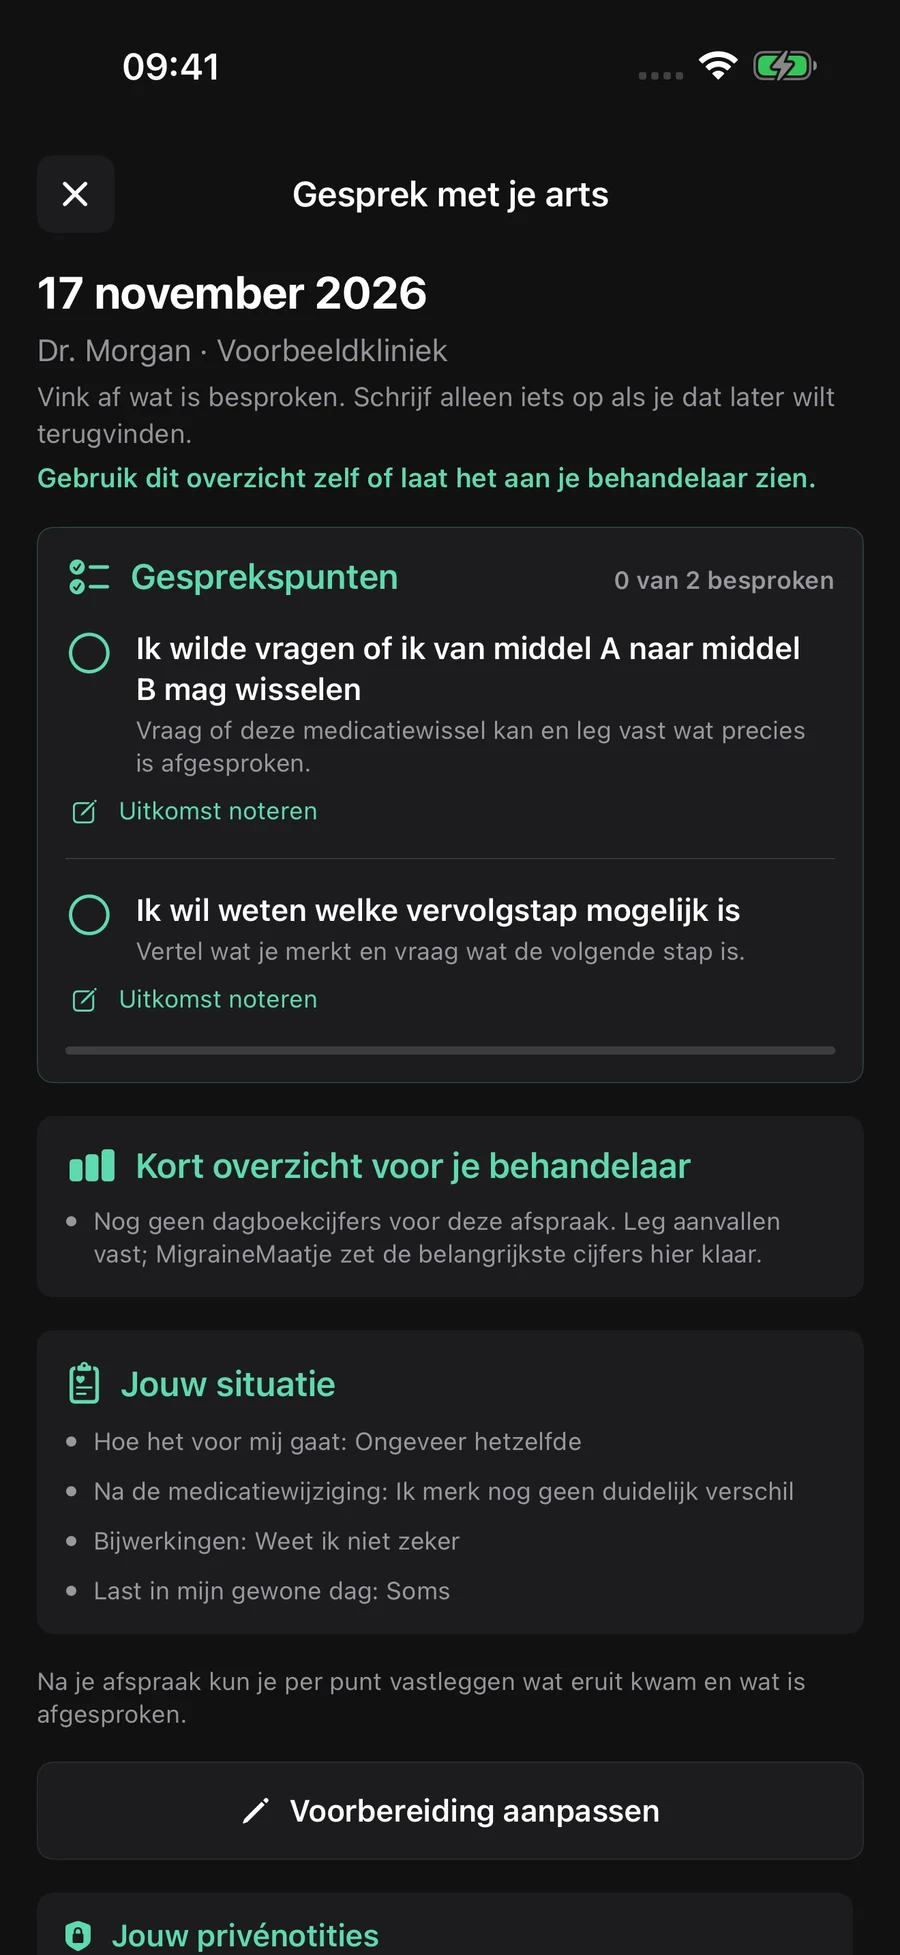 09:41
Gesprek met je arts
17 november 2026
Dr. Morgan · Voorbeeldkliniek
Vink af wat is besproken. Schrijf alleen iets op als je dat later wilt
terugvinden.
Gebruik dit overzicht zelf of laat het aan je behandelaar zien.
Gesprekspunten
0 van 2 besproken
Ik wilde vragen of ik van middel A naar middel
B mag wisselen
Vraag of deze medicatiewissel kan en leg vast wat precies
is afgesproken.
Uitkomst noteren
Ik wil weten welke vervolgstap mogelijk is
Vertel wat je merkt en vraag wat de volgende stap is.
Uitkomst noteren
Kort overzicht voor je behandelaar
• Nog geen dagboekcijfers voor deze afspraak. Leg aanvallen
vast; MigraineMaatje zet de belangrijkste cijfers hier klaar.
Jouw situatie
• Hoe het voor mij gaat: Ongeveer hetzelfde
• Na de medicatiewijziging: Ik merk nog geen duidelijk verschil
• Bijwerkingen: Weet ik niet zeker
• Last in mijn gewone dag: Soms
Na je afspraak kun je per punt vastleggen wat eruit kwam en wat is
afgesproken.
Voorbereiding aanpassen
Jouw privénotities